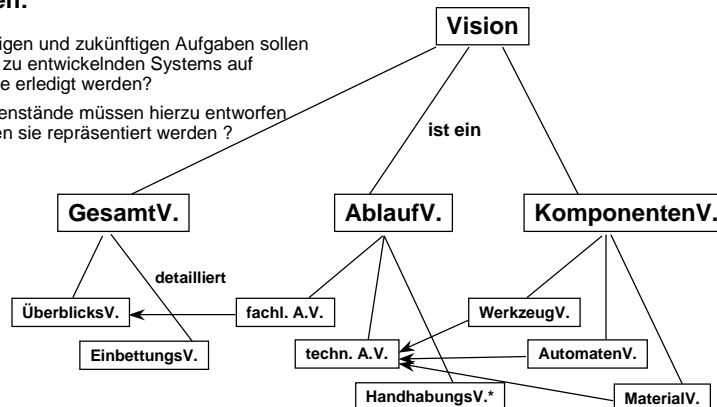 Vision
igen und zukünftigen Aufgaben sollen
zu entwickelnden Systems auf
e erledigt werden?
enstände müssen hierzu entworfen
en sie repräsentiert werden ?
ist ein
GesamtV.
AblaufV.
KomponentenV.
detailliert
ÜberblicksV.
fachl. A.V.
WerkzeugV.
EinbettungsV.
techn. A.V.
AutomatenV.
HandhabungsV.*
MaterialV.